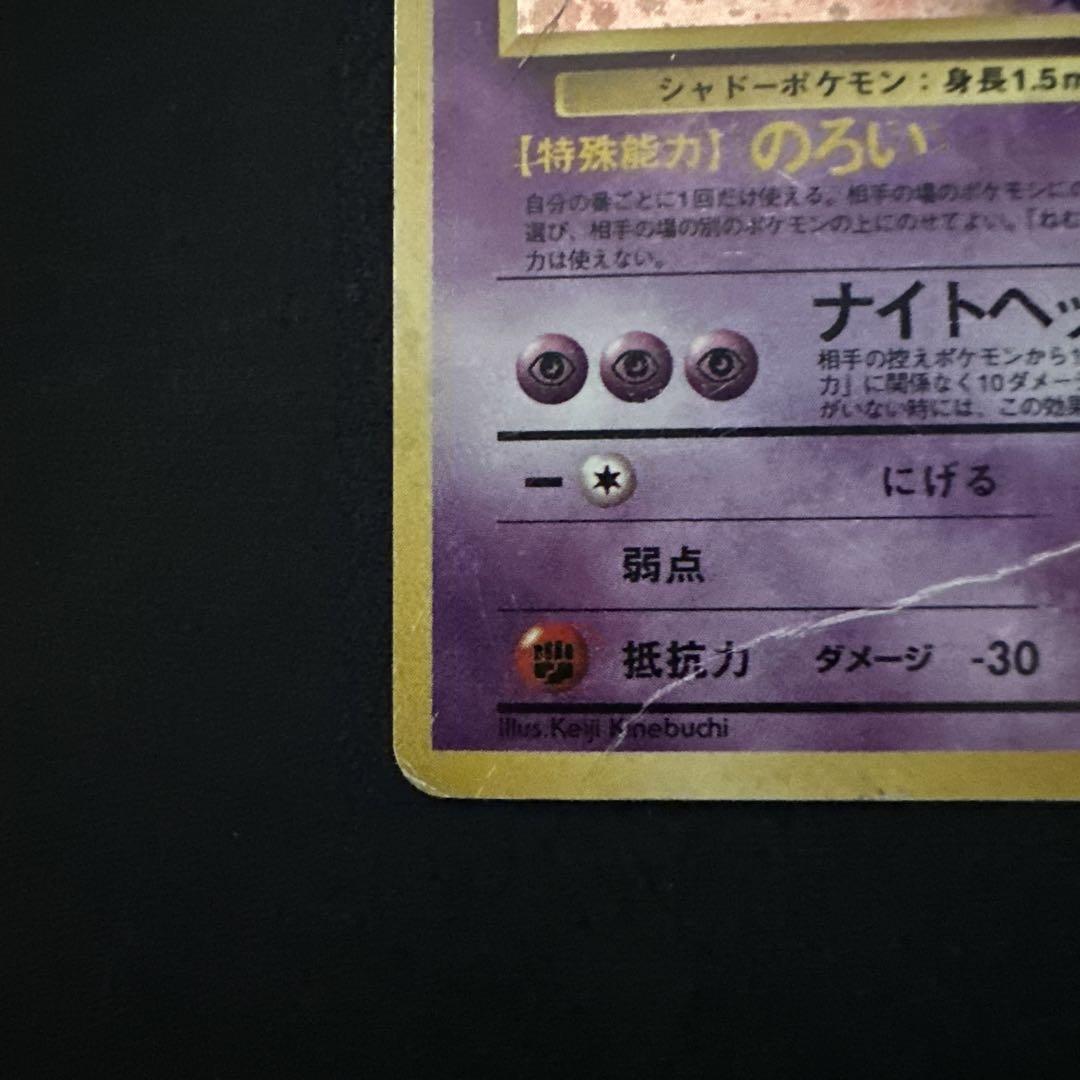 シャドーポケモン：身長1.5m
【特殊能力】 のろい
自分の番ごとに1回だけ使える。相手の場のポケモンにの
選び、相手の場の別のポケモンの上にのせてよい。「ねむ
力は使えない。
ナイトヘッ
相手の控えポケモンから1
力」に関係なく10ダメージ
がいない時には、この効果
ー にげる
弱点
抵抗力 ダメージ -30
Illus.Keiji Kinebuchi